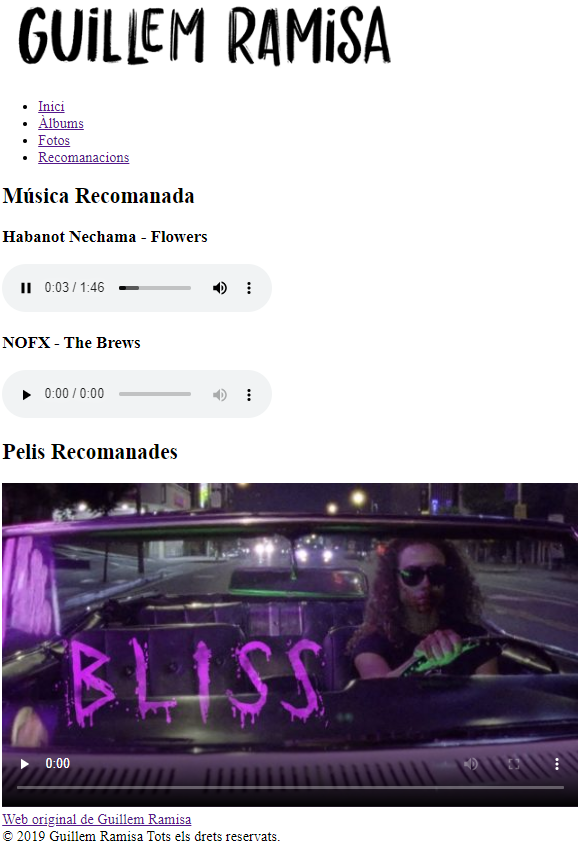 GUILLEM RAMISA
Inici
Àlbums
Fotos
Recomanacions
Música Recomanada
Habanot Nechama - Flowers
0:03 / 1:46
NOFX - The Brews
0:00 / 0:00
Pelis Recomanades
BLISS
0:00
Web original de Guillem Ramisa
© 2019 Guillem Ramisa Tots els drets reservats.